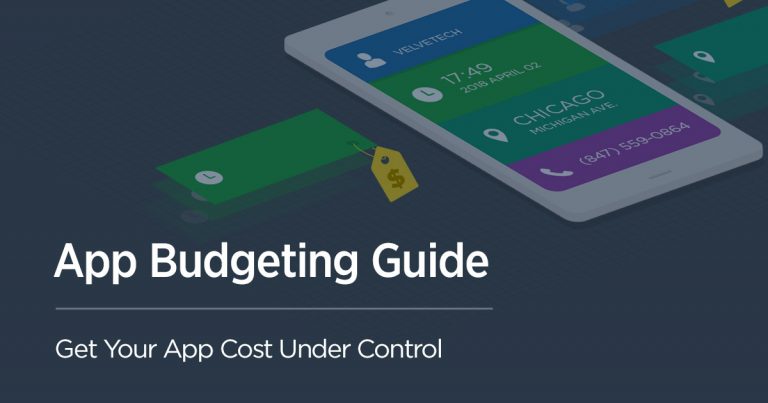 VELVETECH
17:49
2018 APRIL 02
CHICAGO
MICHIGAN AVE.
(847) 559-0864
$
App Budgeting Guide
Get Your App Cost Under Control